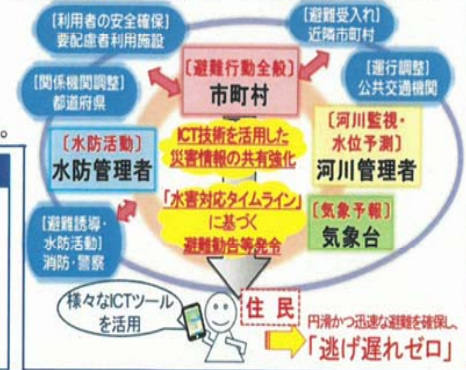 [利用者の安全確保]
要配慮者利用施設
[避難受入れ]
近隣市町村
[避難行動全般]
市町村
[関係機関調整]
都道府県
[運行調整]
公共交通機関
[水防活動]
水防管理者
ICT技術を活用した
災害情報の共有強化
[河川監視・
水位予測]
河川管理者
「水害対応タイムライン」
に基づく
避難勧告等発令
[気象予報]
気象台
[避難誘導・
水防活動]
消防・警察
。
様々なICTツール
を活用
住民
円滑かつ迅速な避難を確保し、
「逃げ遅れゼロ」